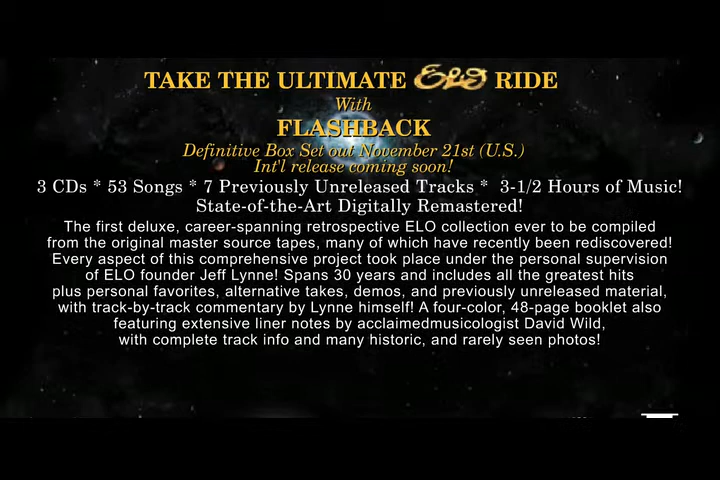 TAKE THE ULTIMATE ELO RIDE
With
FLASHBACK
Definitive Box Set out November 21st (U.S.)
Int'l release coming soon!
3 CDs * 53 Songs * 7 Previously Unreleased Tracks * 3-1/2 Hours of Music!
State-of-the-Art Digitally Remastered!
The first deluxe, career-spanning retrospective ELO collection ever to be compiled
from the original master source tapes, many of which have recently been rediscovered!
Every aspect of this comprehensive project took place under the personal supervision
of ELO founder Jeff Lynne! Spans 30 years and includes all the greatest hits
plus personal favorites, alternative takes, demos, and previously unreleased material,
with track-by-track commentary by Lynne himself! A four-color, 48-page booklet also
featuring extensive liner notes by acclaimedmusicologist David Wild,
with complete track info and many historic, and rarely seen photos!